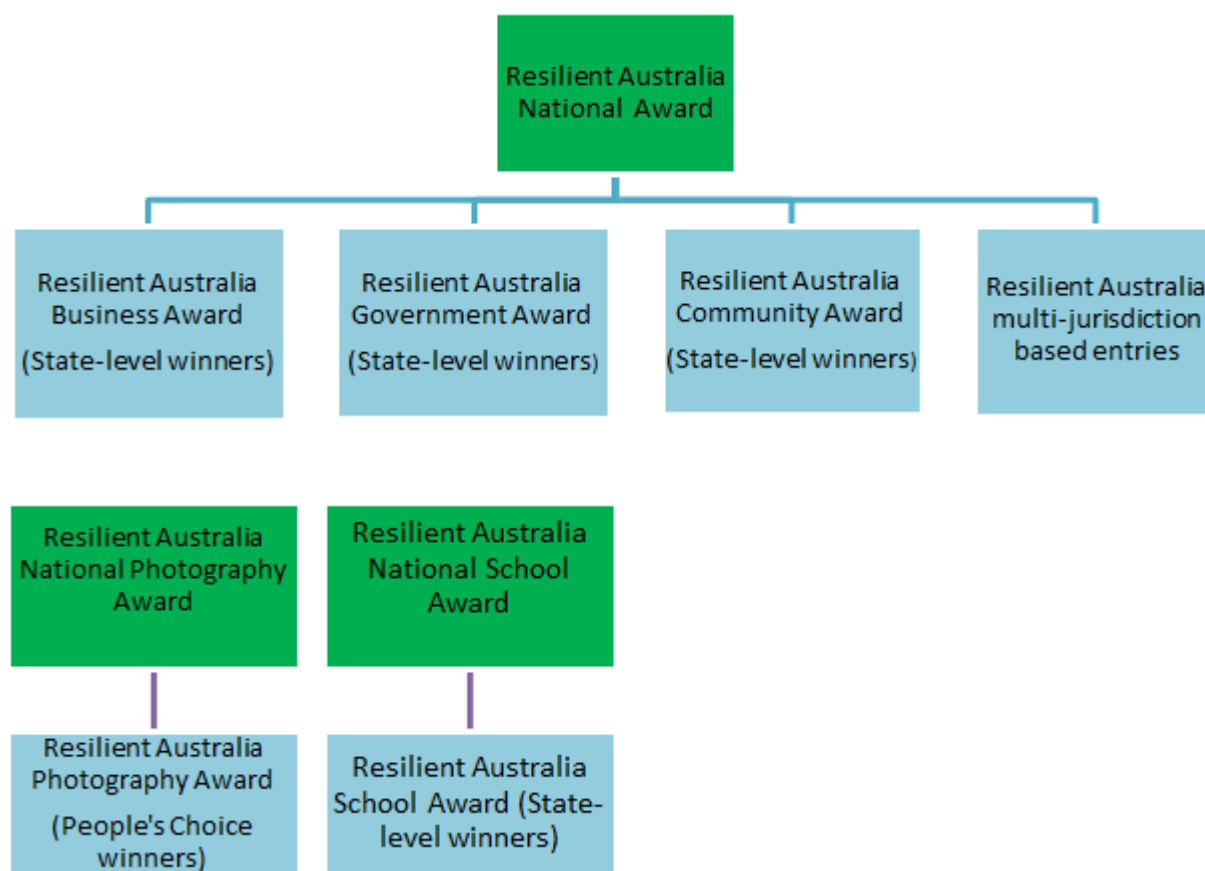 Resilient Australia
National Award
Resilient Australia
Business Award
(State-level winners)
Resilient Australia
Government Award
(State-level winners)
Resilient Australia
Community Award
(State-level winners)
Resilient Australia
multi-jurisdiction
based entries
Resilient Australia
National Photography
Award
Resilient Australia
National School
Award
Resilient Australia
Photography Award
(People's Choice
winners)
Resilient Australia
School Award (State-
level winners)